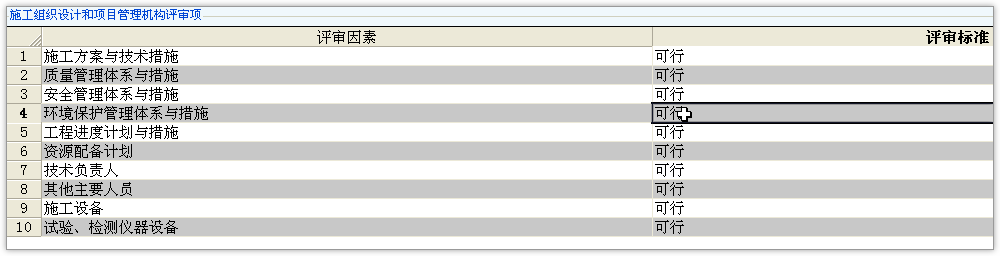 施工组织设计和项目管理机构评审项
评审因素 评审标准
1 施工方案与技术措施 可行
2 质量管理体系与措施 可行
3 安全管理体系与措施 可行
4 环境保护管理体系与措施 可行
5 工程进度计划与措施 可行
6 资源配备计划 可行
7 技术负责人 可行
8 其他主要人员 可行
9 施工设备 可行
10 试验、检测仪器设备 可行